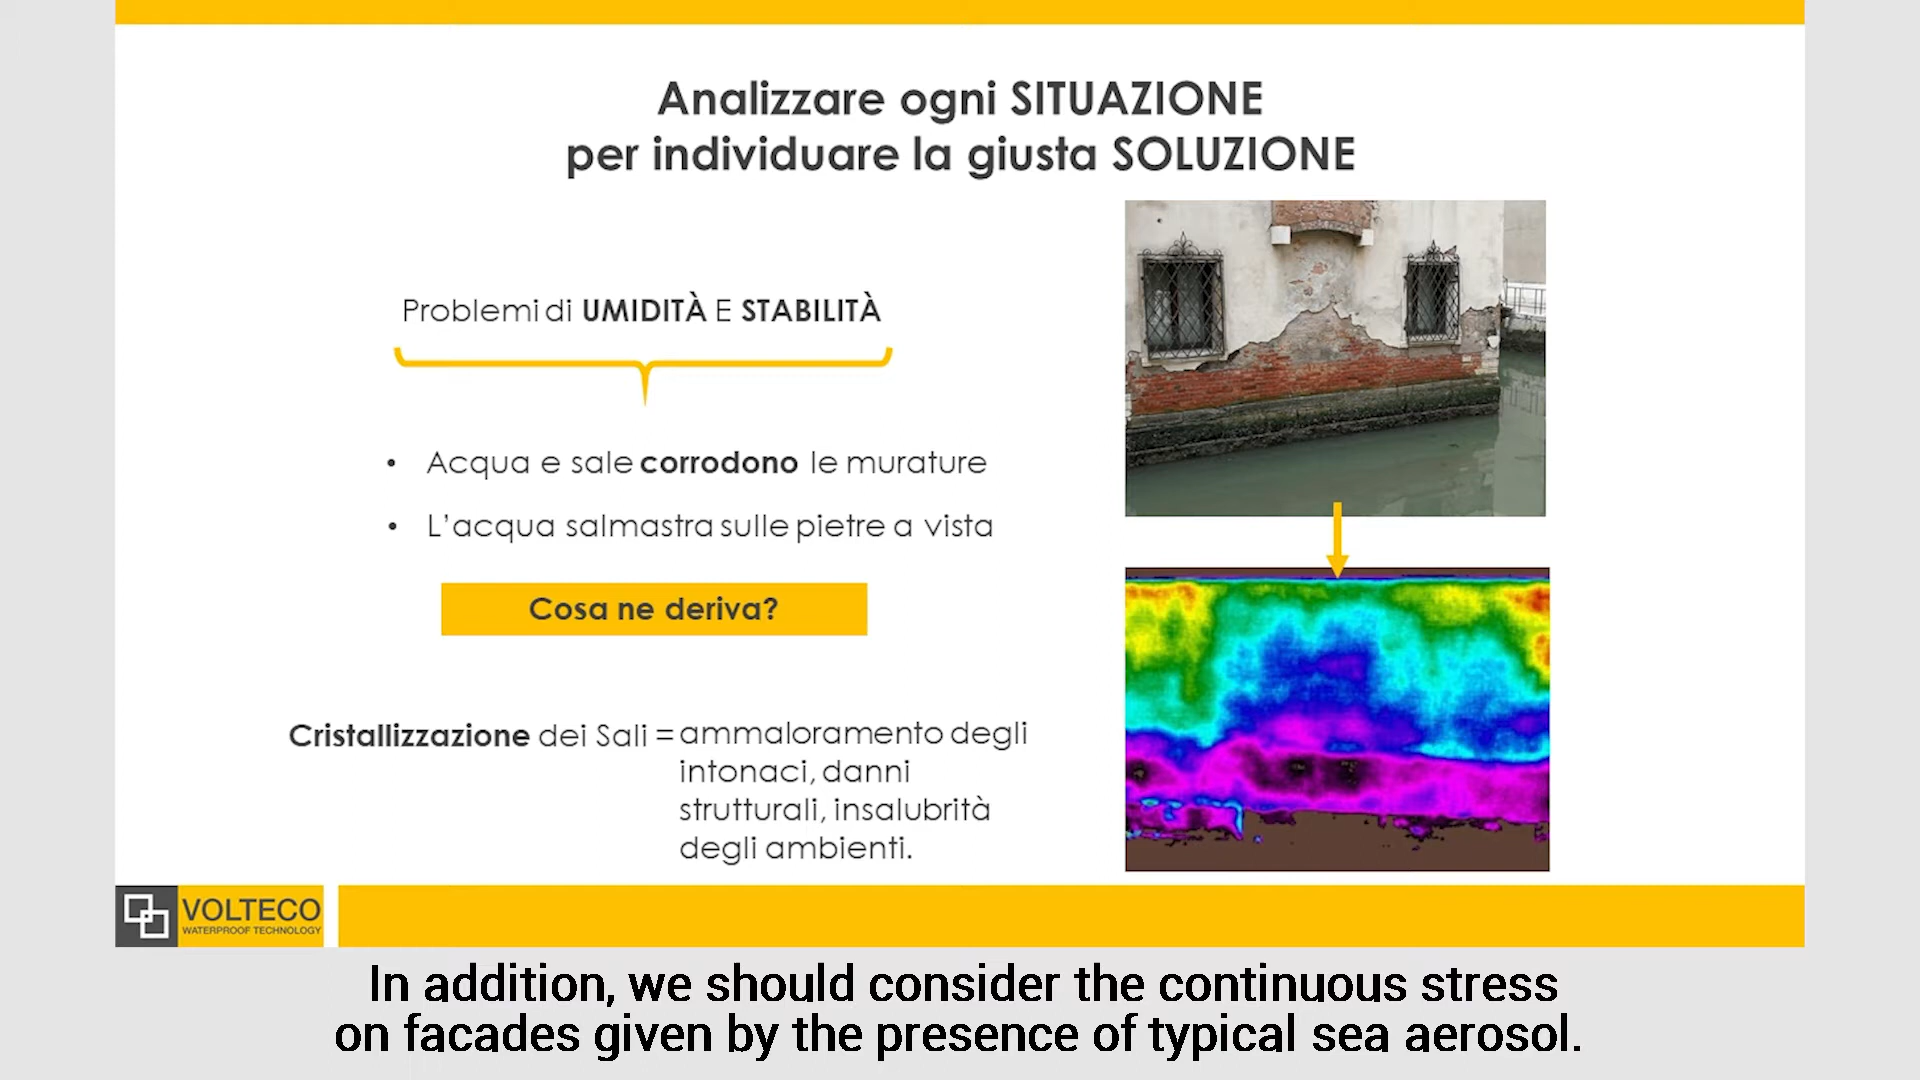 Analizzare ogni SITUAZIONE
per individuare la giusta SOLUZIONE
Problemi di UMIDITÀ E STABILITÀ
• Acqua e sale corrodono le murature
• L'acqua salmastra sulle pietre a vista
Cosa ne deriva?
Cristallizzazione dei Sali = ammaloramento degli
intonaci, danni
strutturali, insalubrità
degli ambienti.
VOLTECO
WATERPROOF TECHNOLOGY
In addition, we should consider the continuous stress
on facades given by the presence of typical sea aerosol.